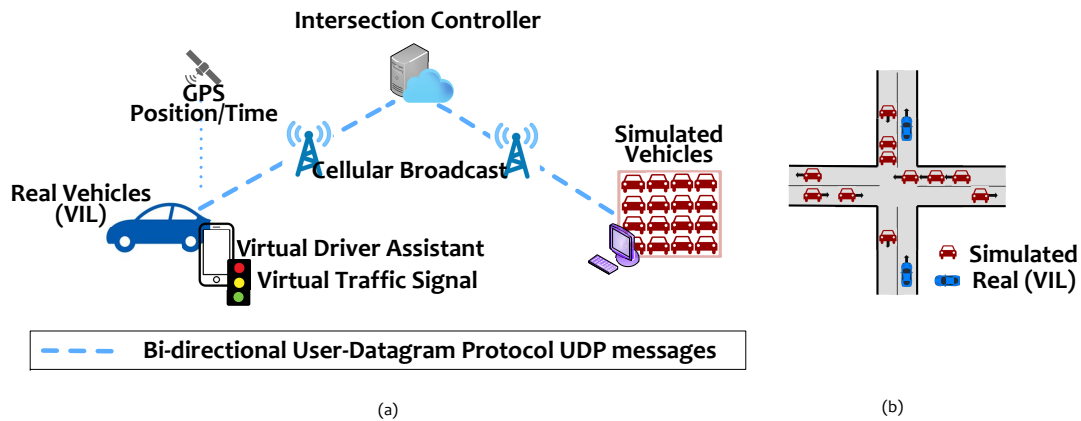 Intersection Controller
GPS
Position/Time
Cellular Broadcast
Simulated
Vehicles
Real Vehicles
(VIL)
Virtual Driver Assistant
Virtual Traffic Signal
Bi-directional User-Datagram Protocol UDP messages
(a)
Simulated
Real (VIL)
(b)